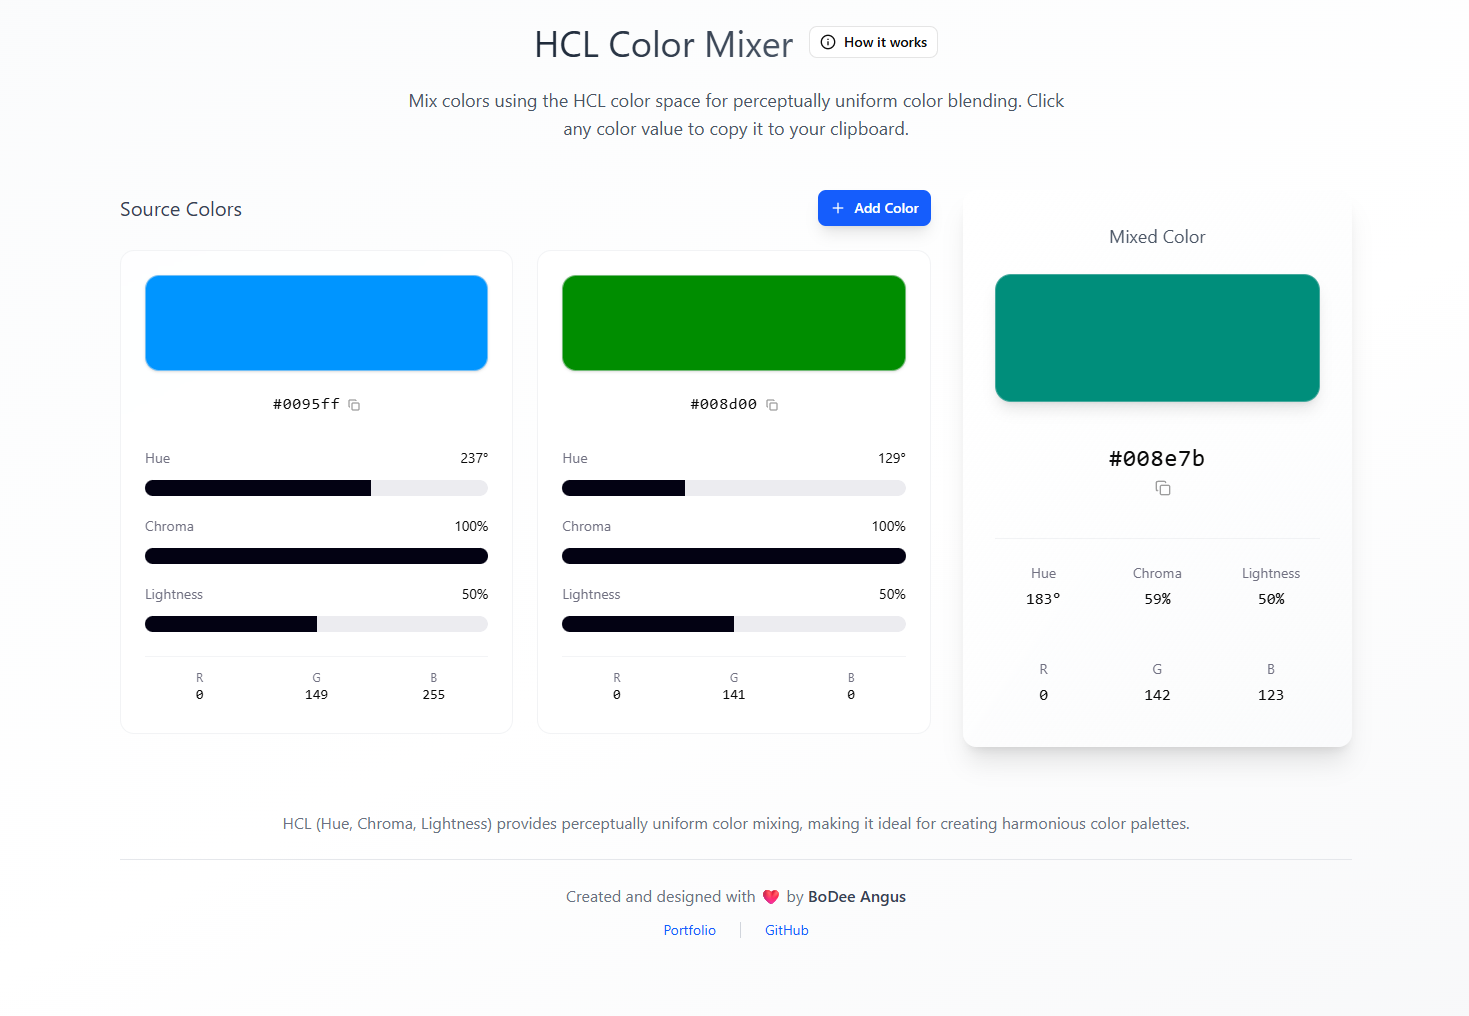 HCL Color Mixer
How it works
Mix colors using the HCL color space for perceptually uniform color blending. Click
any color value to copy it to your clipboard.
Source Colors
+ Add Color
#0095ff
Hue 237°
Chroma 100%
Lightness 50%
R G B
0 149 255
#008d00
Hue 129°
Chroma 100%
Lightness 50%
R G B
0 141 0
Mixed Color
#008e7b
Hue Chroma Lightness
183° 59% 50%
R G B
0 142 123
HCL (Hue, Chroma, Lightness) provides perceptually uniform color mixing, making it ideal for creating harmonious color palettes.
Created and designed with ❤️ by BoDee Angus
Portfolio | GitHub